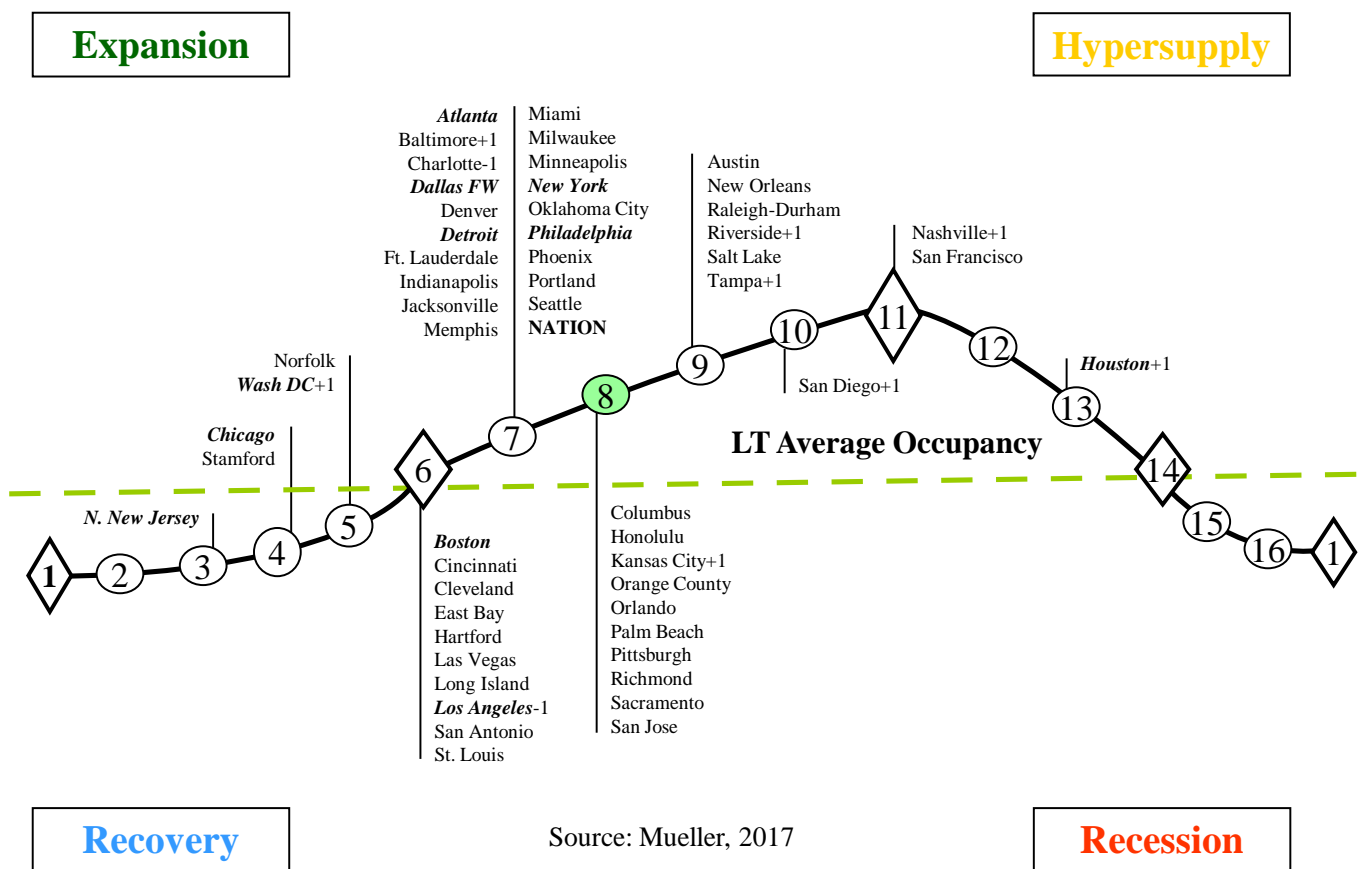 Expansion
Hypersupply
Atlanta
Baltimore+1
Charlotte-1
Dallas FW
Denver
Detroit
Ft. Lauderdale
Indianapolis
Jacksonville
Memphis
Miami
Milwaukee
Minneapolis
New York
Oklahoma City
Philadelphia
Phoenix
Portland
Seattle
NATION
Austin
New Orleans
Raleigh-Durham
Riverside+1
Salt Lake
Tampa+1
Nashville+1
San Francisco
Norfolk
Wash DC+1
Chicago
Stamford
N. New Jersey
San Diego+1
Houston+1
LT Average Occupancy
1
2
3
4
5
6
7
8
9
10
11
12
13
14
15
16
1
Boston
Cincinnati
Cleveland
East Bay
Hartford
Las Vegas
Long Island
Los Angeles-1
San Antonio
St. Louis
Columbus
Honolulu
Kansas City+1
Orange County
Orlando
Palm Beach
Pittsburgh
Richmond
Sacramento
San Jose
Recovery
Source: Mueller, 2017
Recession